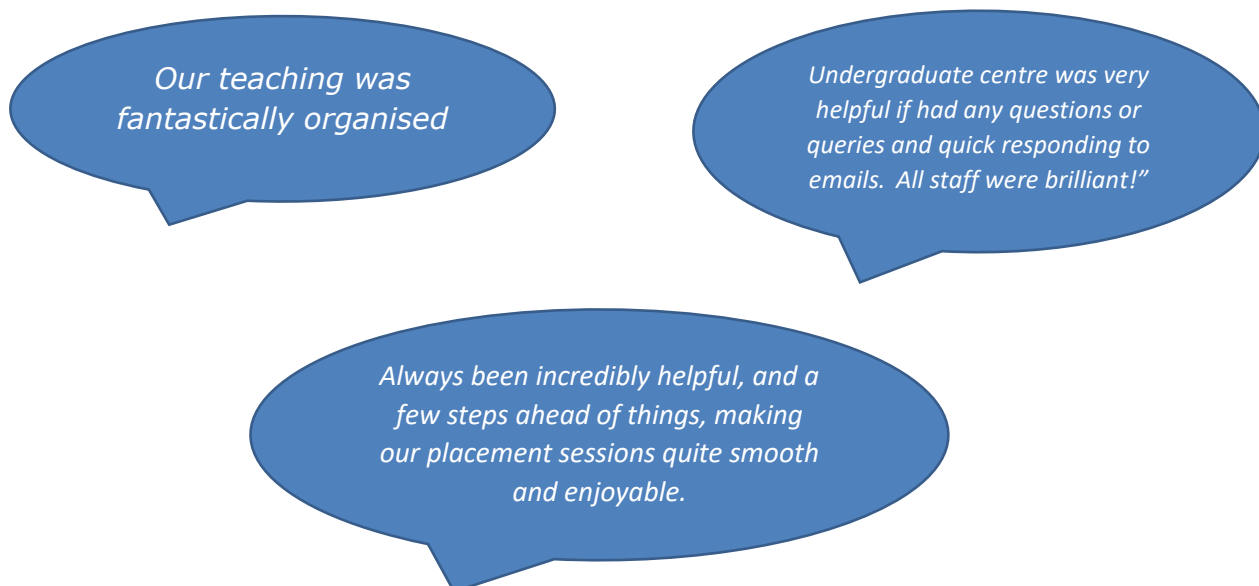 Our teaching was
fantastically organised
Undergraduate centre was very
helpful if had any questions or
queries and quick responding to
emails.  All staff were brilliant!”
Always been incredibly helpful, and a
few steps ahead of things, making
our placement sessions quite smooth
and enjoyable.